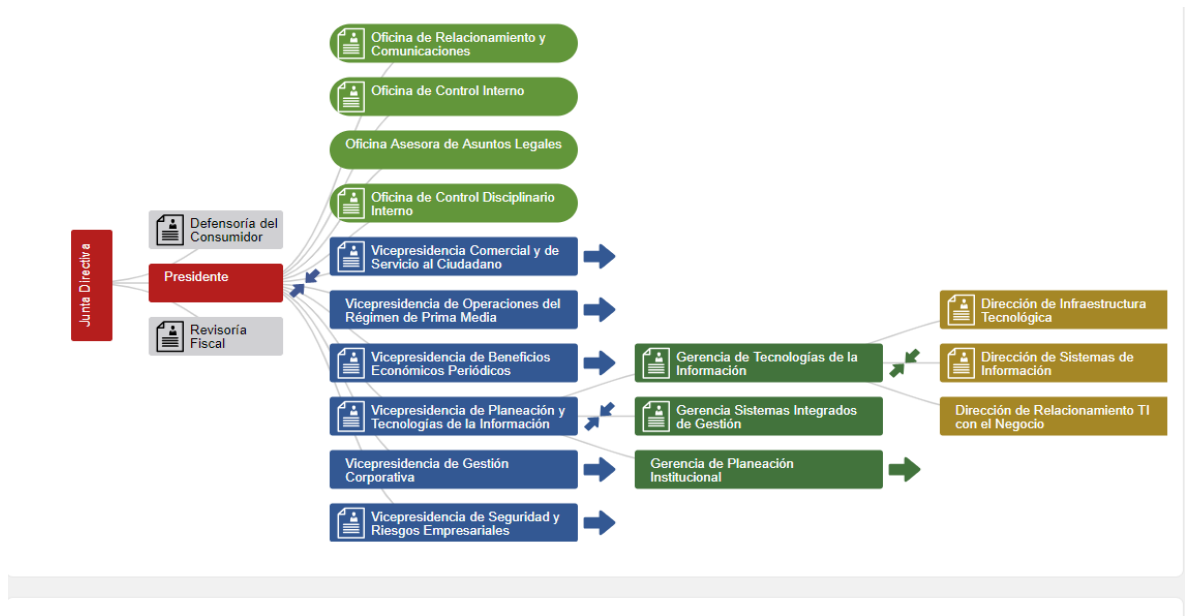 Oficina de Relacionamiento y
Comunicaciones
Oficina de Control Interno
Oficina Asesora de Asuntos Legales
Oficina de Control Disciplinario
Interno
Junta Directiva
Defensoría del
Consumidor
Presidente
Revisoría
Fiscal
Vicepresidencia Comercial y de
Servicio al Ciudadano
Vicepresidencia de Operaciones del
Régimen de Prima Media
Vicepresidencia de Beneficios
Económicos Periódicos
Vicepresidencia de Planeación y
Tecnologías de la Información
Vicepresidencia de Gestión
Corporativa
Vicepresidencia de Seguridad y
Riesgos Empresariales
Gerencia de Tecnologías de la
Información
Gerencia Sistemas Integrados
de Gestión
Gerencia de Planeación
Institucional
Dirección de Infraestructura
Tecnológica
Dirección de Sistemas de
Información
Dirección de Relacionamiento TI
con el Negocio